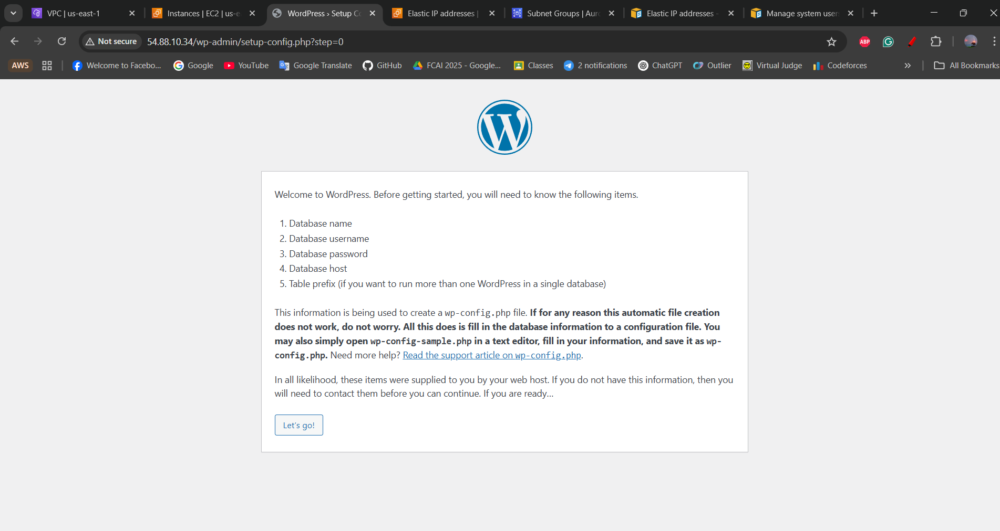 VPC | us-east-1
Instances | EC2 | us-e
WordPress › Setup Co
Elastic IP addresses |
Subnet Groups | Auro
Elastic IP addresses -
Manage system user
Not secure
54.88.10.34/wp-admin/setup-config.php?step=0
ABP
AWS
Welcome to Facebo...
Google
YouTube
Google Translate
GitHub
FCAI 2025 - Google...
Classes
2 notifications
ChatGPT
Outlier
Virtual Judge
Codeforces
»
All Bookmarks
Welcome to WordPress. Before getting started, you will need to know the following items.
1. Database name
2. Database username
3. Database password
4. Database host
5. Table prefix (if you want to run more than one WordPress in a single database)
This information is being used to create a wp-config.php file. If for any reason this automatic file creation
does not work, do not worry. All this does is fill in the database information to a configuration file. You
may also simply open wp-config-sample.php in a text editor, fill in your information, and save it as wp-
config.php. Need more help? Read the support article on wp-config.php.
In all likelihood, these items were supplied to you by your web host. If you do not have this information, then you
will need to contact them before you can continue. If you are ready…
Let’s go!